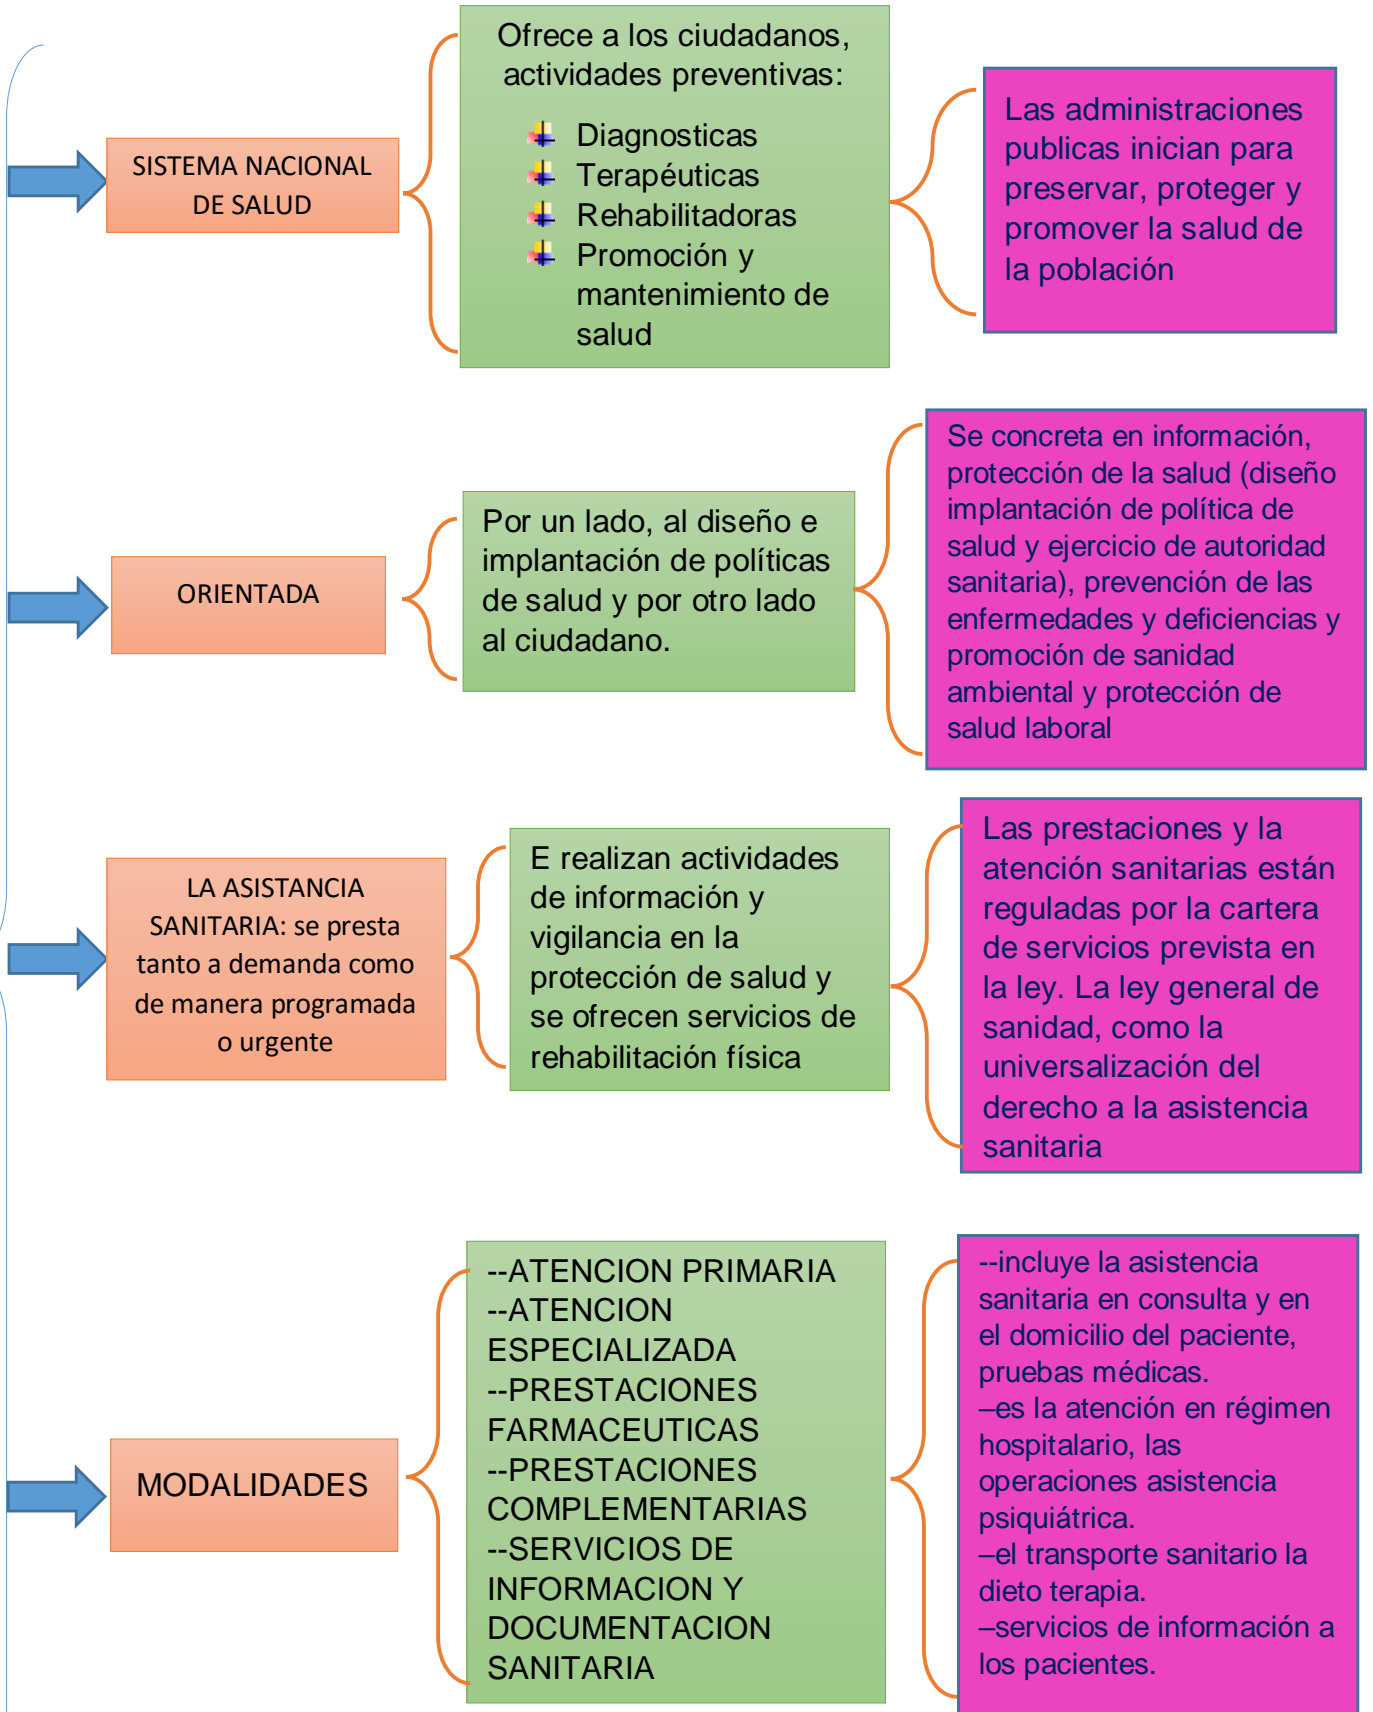 SISTEMA NACIONAL
DE SALUD
Ofrece a los ciudadanos,
actividades preventivas:
Diagnosticas
Terapéuticas
Rehabilitadoras
Promoción y
mantenimiento de
salud
Las administraciones
publicas inician para
preservar, proteger y
promover la salud de
la población
ORIENTADA
Por un lado, al diseño e
implantación de políticas
de salud y por otro lado
al ciudadano.
Se concreta en información,
protección de la salud (diseño
implantación de política de
salud y ejercicio de autoridad
sanitaria), prevención de las
enfermedades y deficiencias y
promoción de sanidad
ambiental y protección de
salud laboral
LA ASISTANCIA
SANITARIA: se presta
tanto a demanda como
de manera programada
o urgente
E realizan actividades
de información y
vigilancia en la
protección de salud y
se ofrecen servicios de
rehabilitación física
Las prestaciones y la
atención sanitarias están
reguladas por la cartera
de servicios prevista en
la ley. La ley general de
sanidad, como la
universalización del
derecho a la asistencia
sanitaria
MODALIDADES
--ATENCION PRIMARIA
--ATENCION
ESPECIALIZADA
--PRESTACIONES
FARMACEUTICAS
--PRESTACIONES
COMPLEMENTARIAS
--SERVICIOS DE
INFORMACION Y
DOCUMENTACION
SANITARIA
--incluye la asistencia
sanitaria en consulta y en
el domicilio del paciente,
pruebas médicas.
–es la atención en régimen
hospitalario, las
operaciones asistencia
psiquiátrica.
–el transporte sanitario la
dieto terapia.
–servicios de información a
los pacientes.